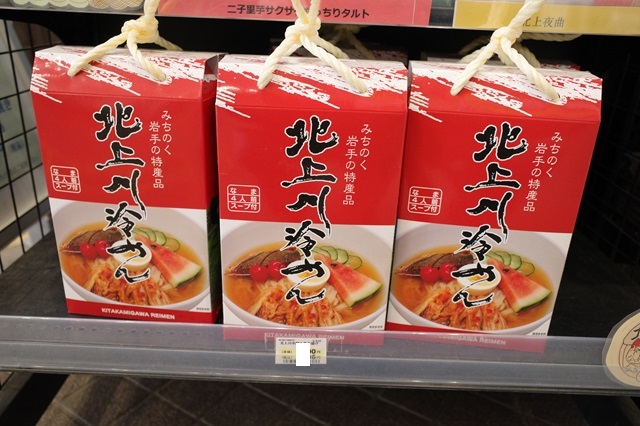 二子里芋サクサクもっちりタルト
北上夜曲
みちのく
岩手の特産品
北上川冷めん
なま
4人前
スープ付
KITAKAMIGAWA REIMEN
みちのく
岩手の特産品
北上川冷めん
なま
4人前
スープ付
みちのく
岩手の特産品
北上川冷めん
なま
4人前
スープ付
KITAKAMIGAWA REIMEN